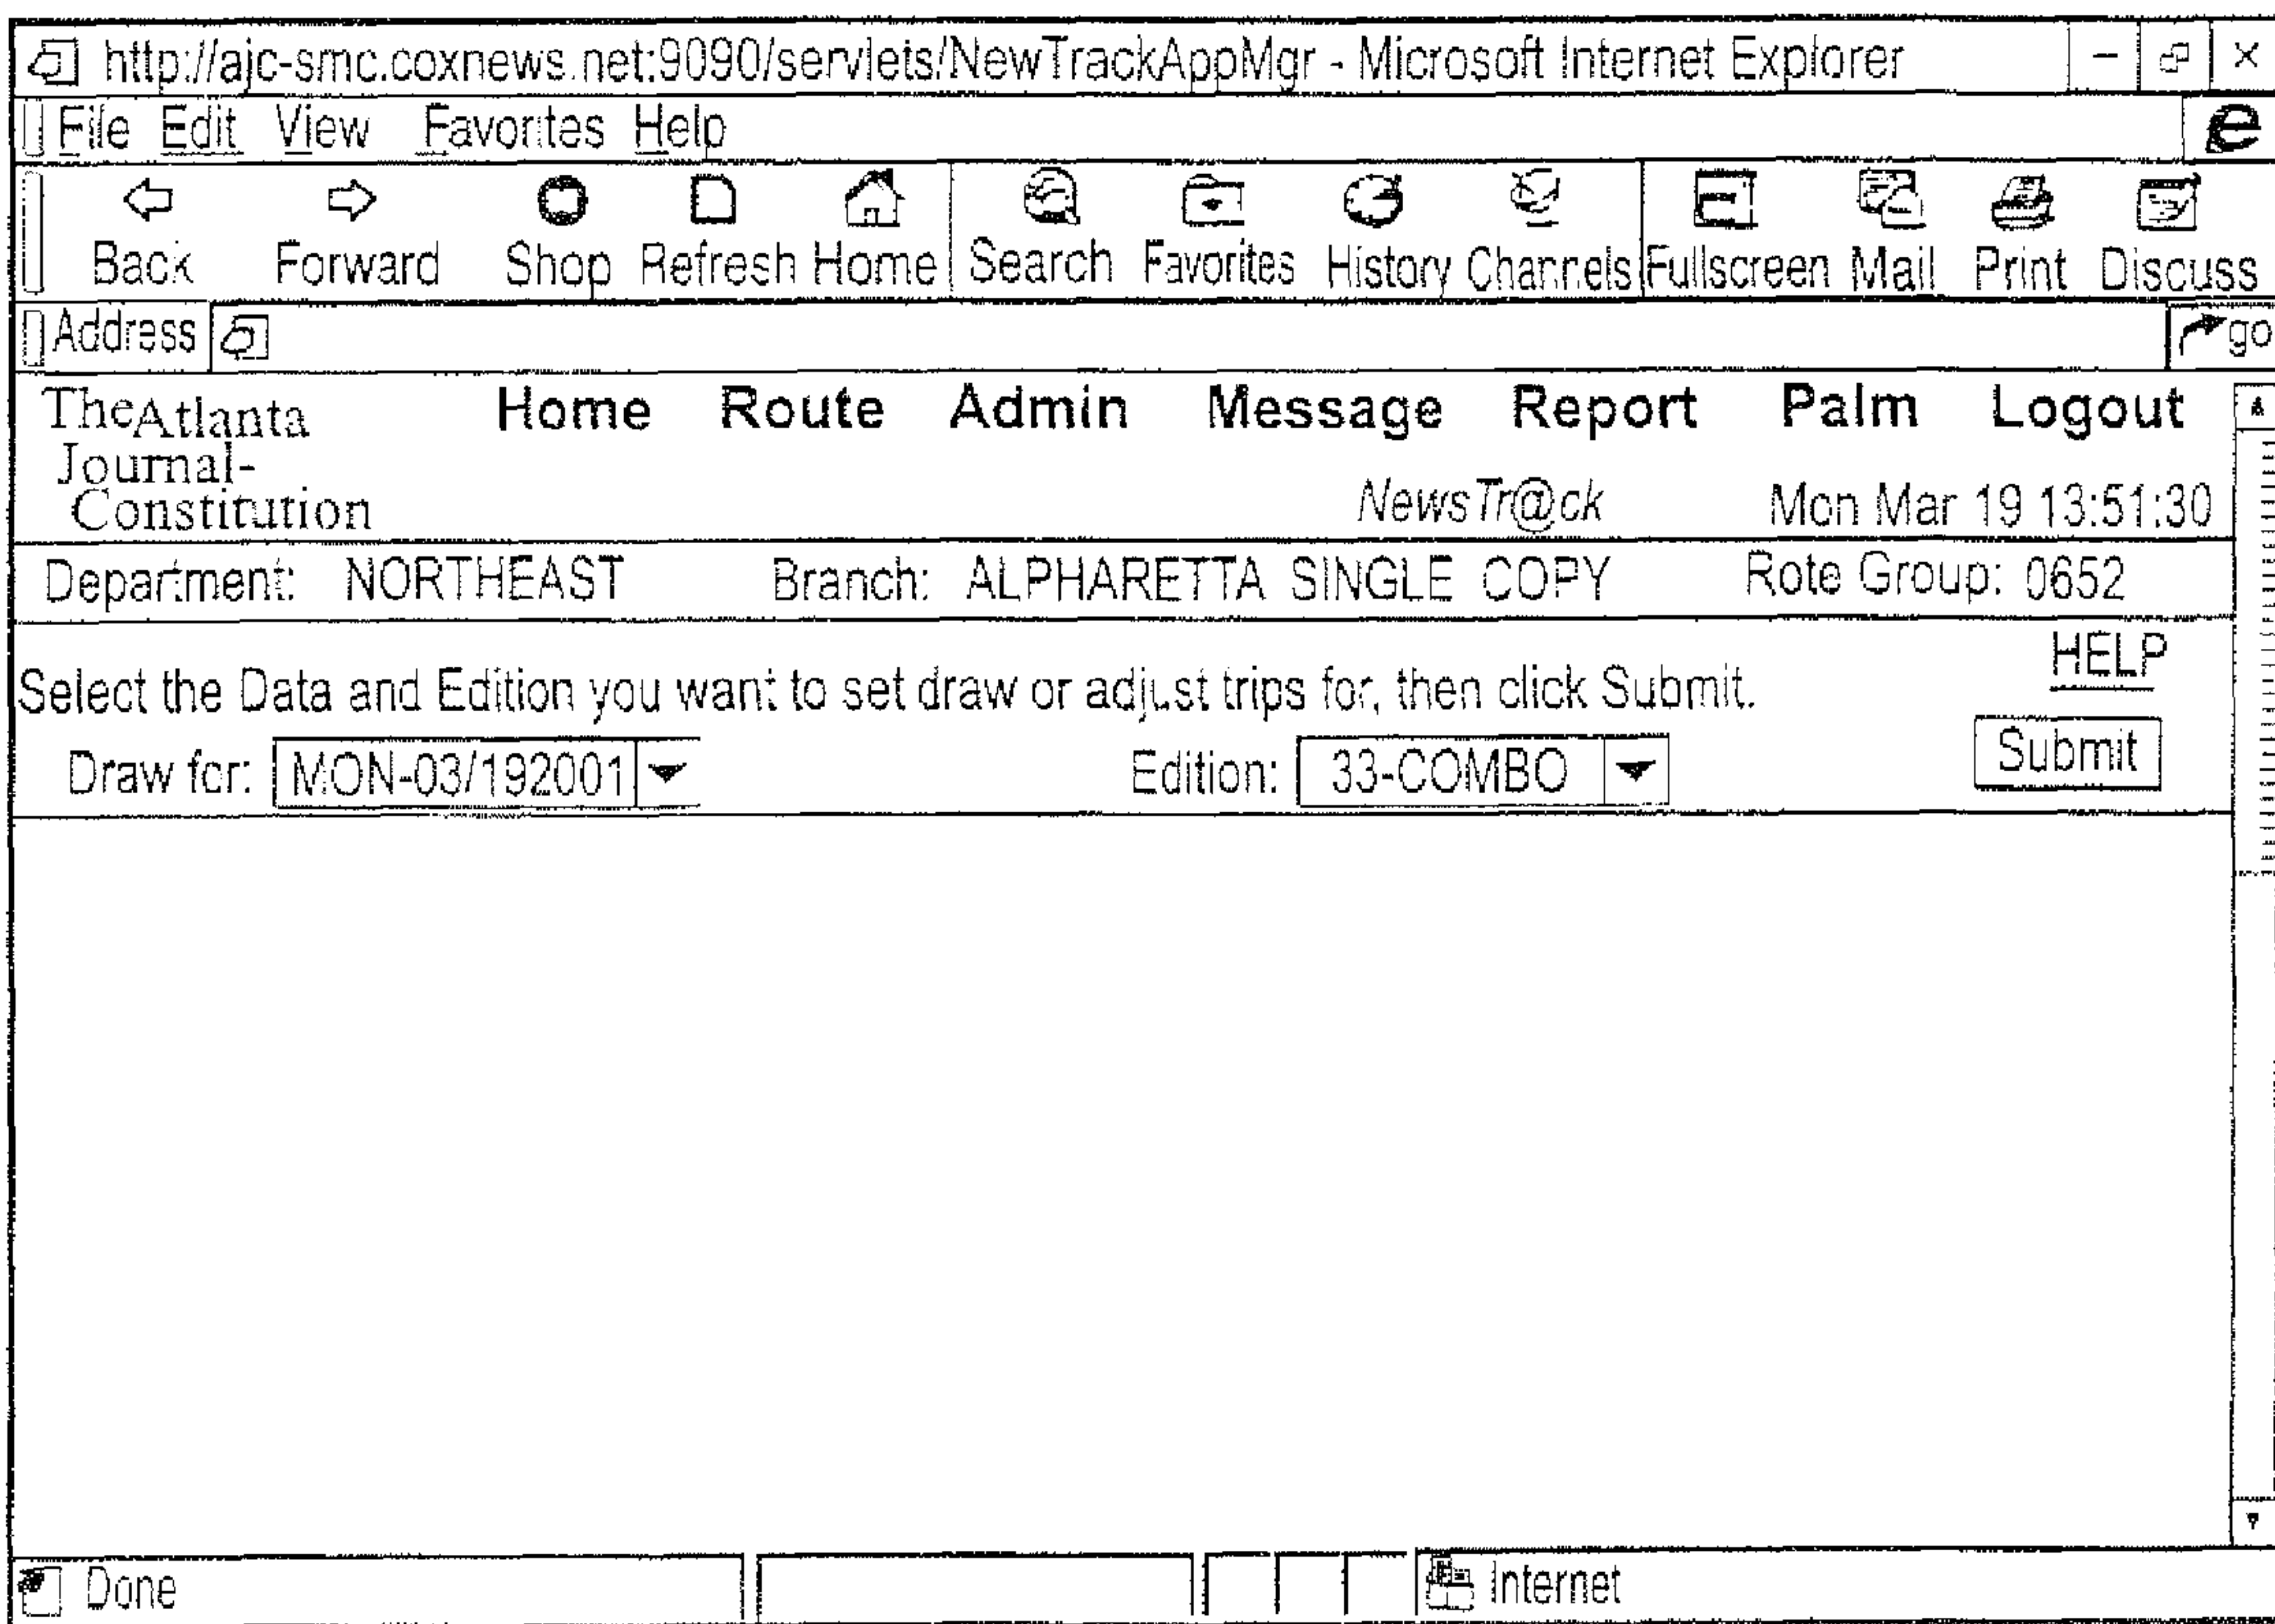 http://ajc-smc.coxnews.net:9090/servlets/NewTrackAppMgr - Microsoft Internet Explorer
File Edit View Favorites Help
Back Forward Shop Refresh Home Search Favorites History Channels Fullscreen Mail Print Discuss
Address go
The Atlanta Home Route Admin Message Report Palm Logout
Journal-
Constitution NewsTr@ck Mon Mar 19 13:51:30
Department: NORTHEAST Branch: ALPHARETTA SINGLE COPY Rote Group: 0652
HELP
Select the Data and Edition you want to set draw or adjust trips for, then click Submit.
Draw for: MON-03/192001 Edition: 33-COMBO Submit
Done Internet